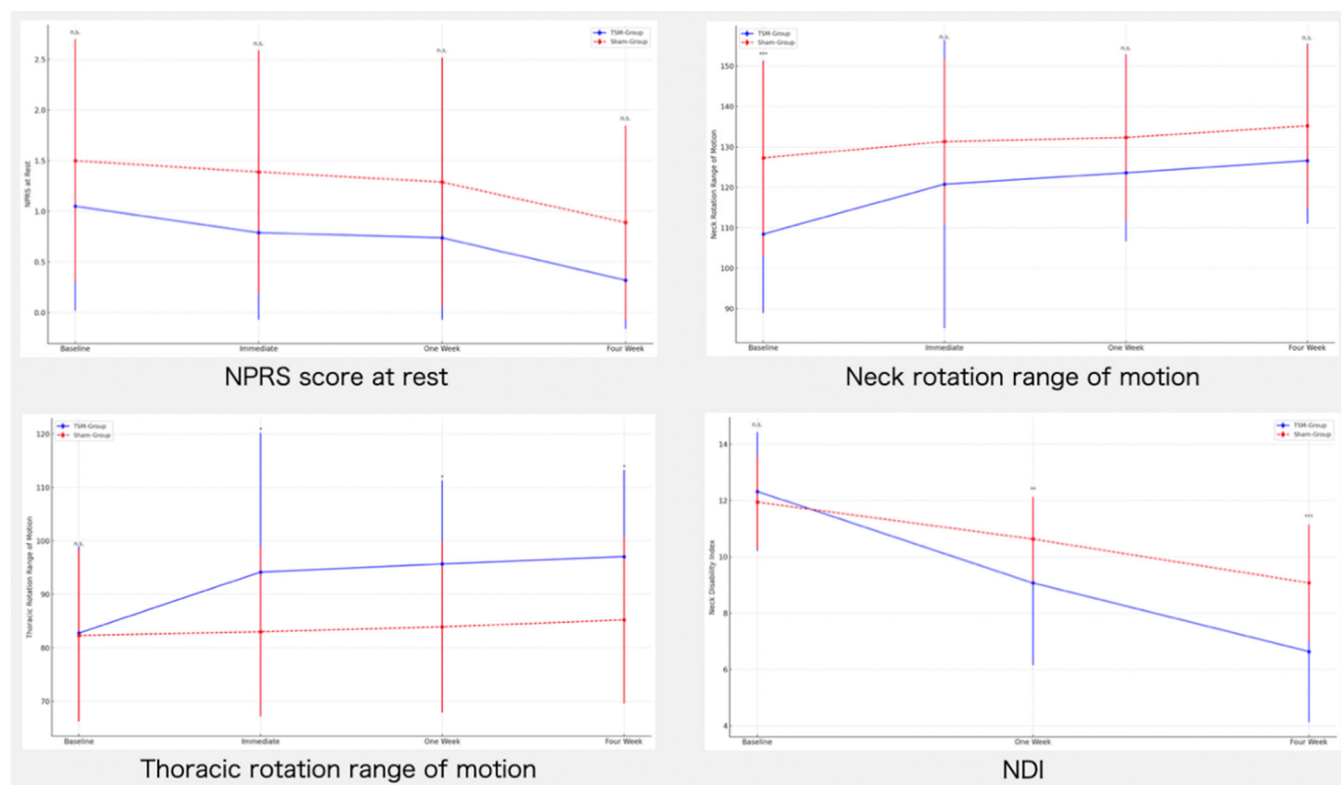 n.s.
n.s.
n.s.
n.s.
TSM-Group
Sham-Group
2.5
2.0
1.5
1.0
0.5
0.0
NPRS at Rest
Baseline
Immediate
One Week
Four Week
NPRS score at rest
TSM-Group
Sham-Group
***
n.s.
n.s.
n.s.
150
140
130
120
110
100
90
Neck Rotation Range of Motion
Baseline
Immediate
One Week
Four Week
Neck rotation range of motion
TSM-Group
Sham-Group
n.s.
*
*
*
120
110
100
90
80
70
Thoracic Rotation Range of Motion
Baseline
Immediate
One Week
Four Week
Thoracic rotation range of motion
n.s.
**
***
TSM-Group
Sham-Group
14
12
10
8
6
4
Neck Disability Index
Baseline
One Week
Four Week
NDI